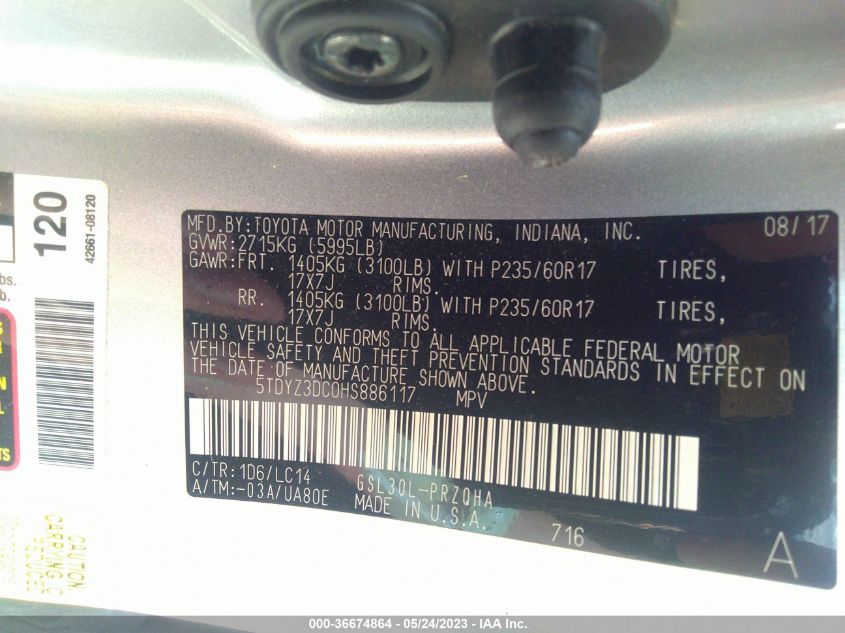 120
42661-08120
bs.
b.
MFD.BY:TOYOTA MOTOR MANUFACTURING, INDIANA, INC. 08/17
GVWR:2715KG (5995LB)
GAWR:FRT. 1405KG (3100LB) WITH P235/60R17 TIRES,
17X7J RIMS.
RR. 1405KG (3100LB) WITH P235/60R17 TIRES,
17X7J RIMS.
THIS VEHICLE CONFORMS TO ALL APPLICABLE FEDERAL MOTOR
VEHICLE SAFETY AND THEFT PREVENTION STANDARDS IN EFFECT ON
THE DATE OF MANUFACTURE SHOWN ABOVE.
5TDYZ3DC0HS886117 MPV
C/TR:1D6/LC14 GSL30L-PRZQHA
A/TM:-03A/UA80E MADE IN U.S.A.
716
A
CAUTION
CARRYING C
REDUCED
000-36674864 - 05/24/2023 - IAA Inc.